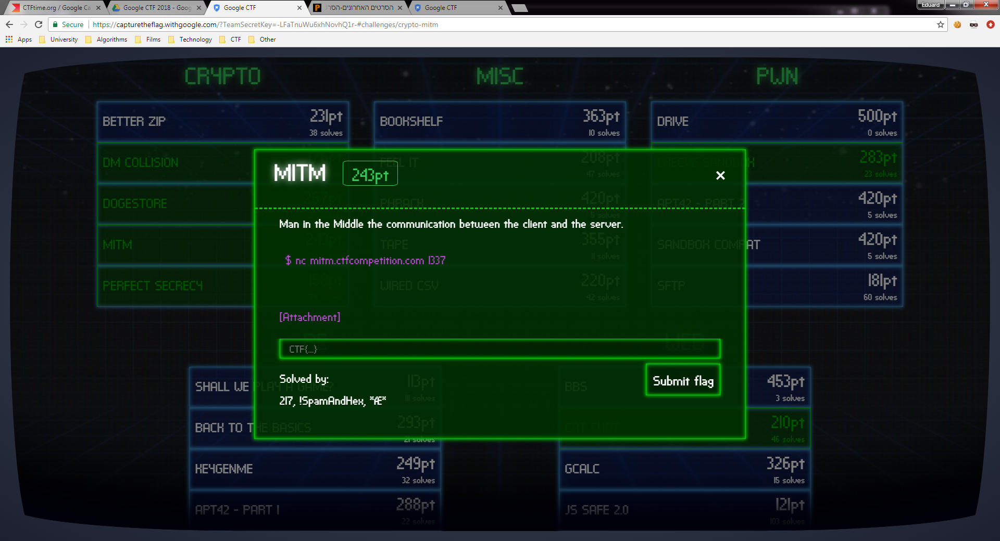 CTFtime.org / Google Ca
Google CTF 2018 - Goog
Google CTF
הסרטים האחרונים-הסר
Google CTF
Eduard
Secure
https://capturetheflag.withgoogle.com/?TeamSecretKey=-LFaTnuWu6xhNovhQ1r-#challenges/crypto-mitm
Apps University Algorithms Films Technology CTF Other
CRYPTO MISC PWN
BETTER ZIP 231pt
38 solves
BOOKSHELF 363pt
10 solves
DRIVE 500pt
0 solves
DM COLLISION
FEEL IT 208pt
47 solves
EXECVE SANDBOX 283pt
23 solves
DOGESTORE 267pt
PHRACK 420pt
5 solves
APT42 - PART 2 420pt
5 solves
MITM 243pt
TAPE 355pt
11 solves
SANDBOX COMPAT 420pt
5 solves
PERFECT SECRECY 158pt
WIRED CSV 220pt
42 solves
SFTP 181pt
60 solves
MITM 243pt ×
Man in the Middle the communication between the client and the server.
$ nc mitm.ctfcompetition.com 1337
[Attachment]
CTF{...}
Submit flag
Solved by:
217, !SpamAndHex, "Æ"
RE WEB
SHALL WE PLAY A GAME? 113pt
111 solves
BBS 453pt
3 solves
BACK TO THE BASICS 293pt
21 solves
CAT CHAT 210pt
46 solves
KEYGENME 249pt
32 solves
GCALC 326pt
15 solves
APT42 - PART 1 288pt
22 solves
JS SAFE 2.0 121pt
103 solves